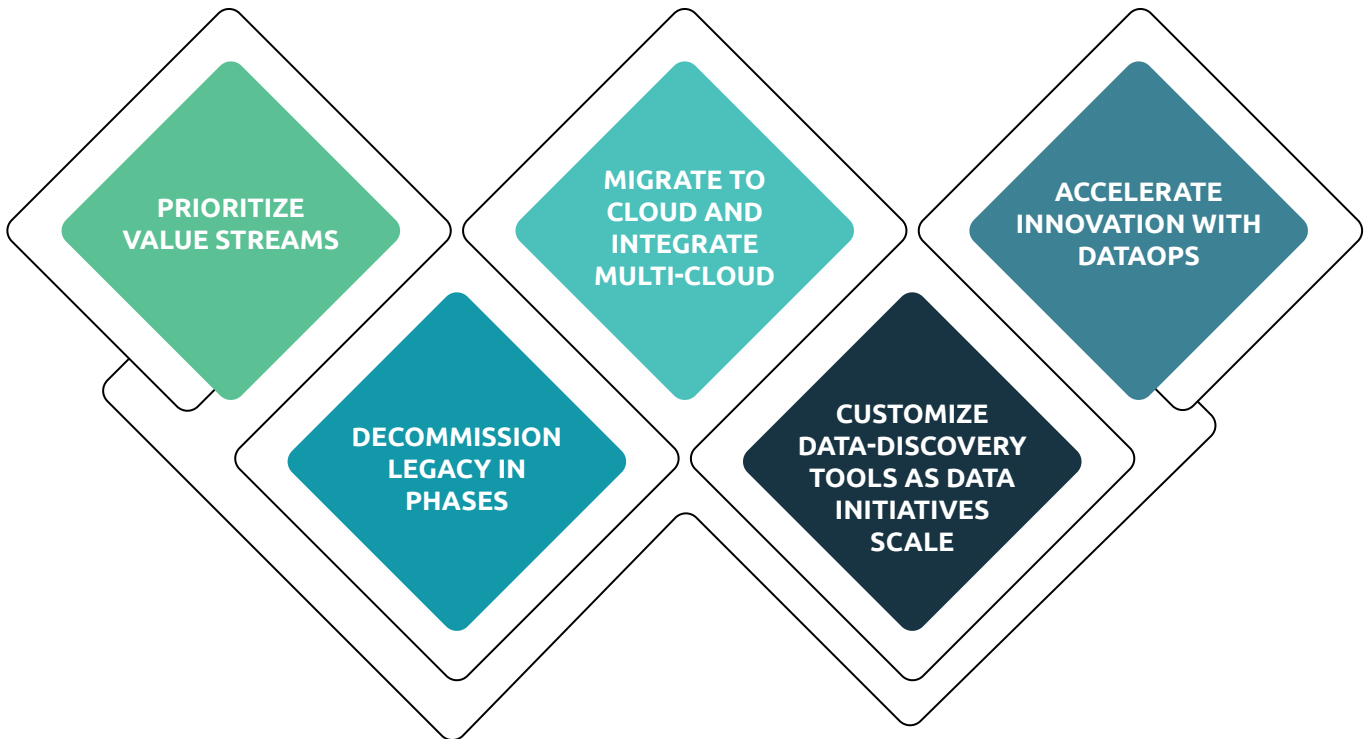 PRIORITIZE
VALUE STREAMS
DECOMMISSION
LEGACY IN
PHASES
MIGRATE TO
CLOUD AND
INTEGRATE
MULTI-CLOUD
CUSTOMIZE
DATA-DISCOVERY
TOOLS AS DATA
INITIATIVES
SCALE
ACCELERATE
INNOVATION WITH
DATAOPS